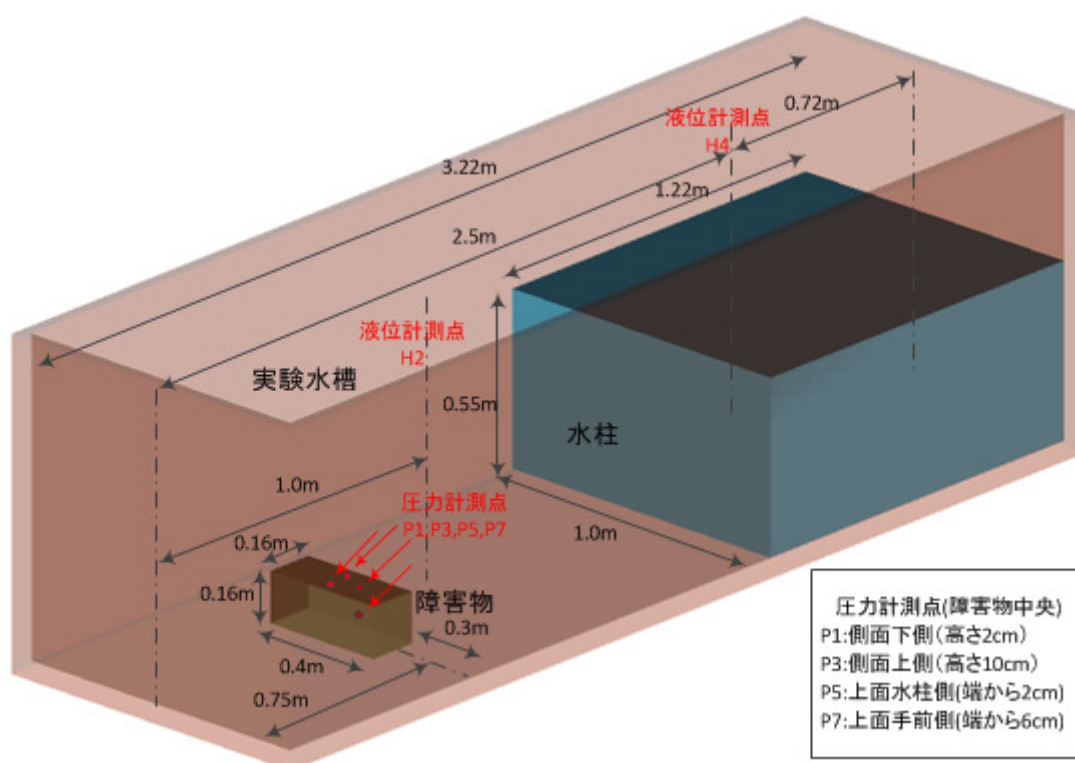 0.72m
液位計測点
H4
3.22m
1.22m
2.5m
液位計測点
H2
実験水槽
0.55m
水柱
1.0m
圧力計測点
P1,P3,P5,P7
1.0m
0.16m
0.16m
障害物
0.3m
0.4m
0.75m
圧力計測点(障害物中央)
P1:側面下側(高さ2cm)
P3:側面上側(高さ10cm)
P5:上面水柱側(端から2cm)
P7:上面手前側(端から6cm)